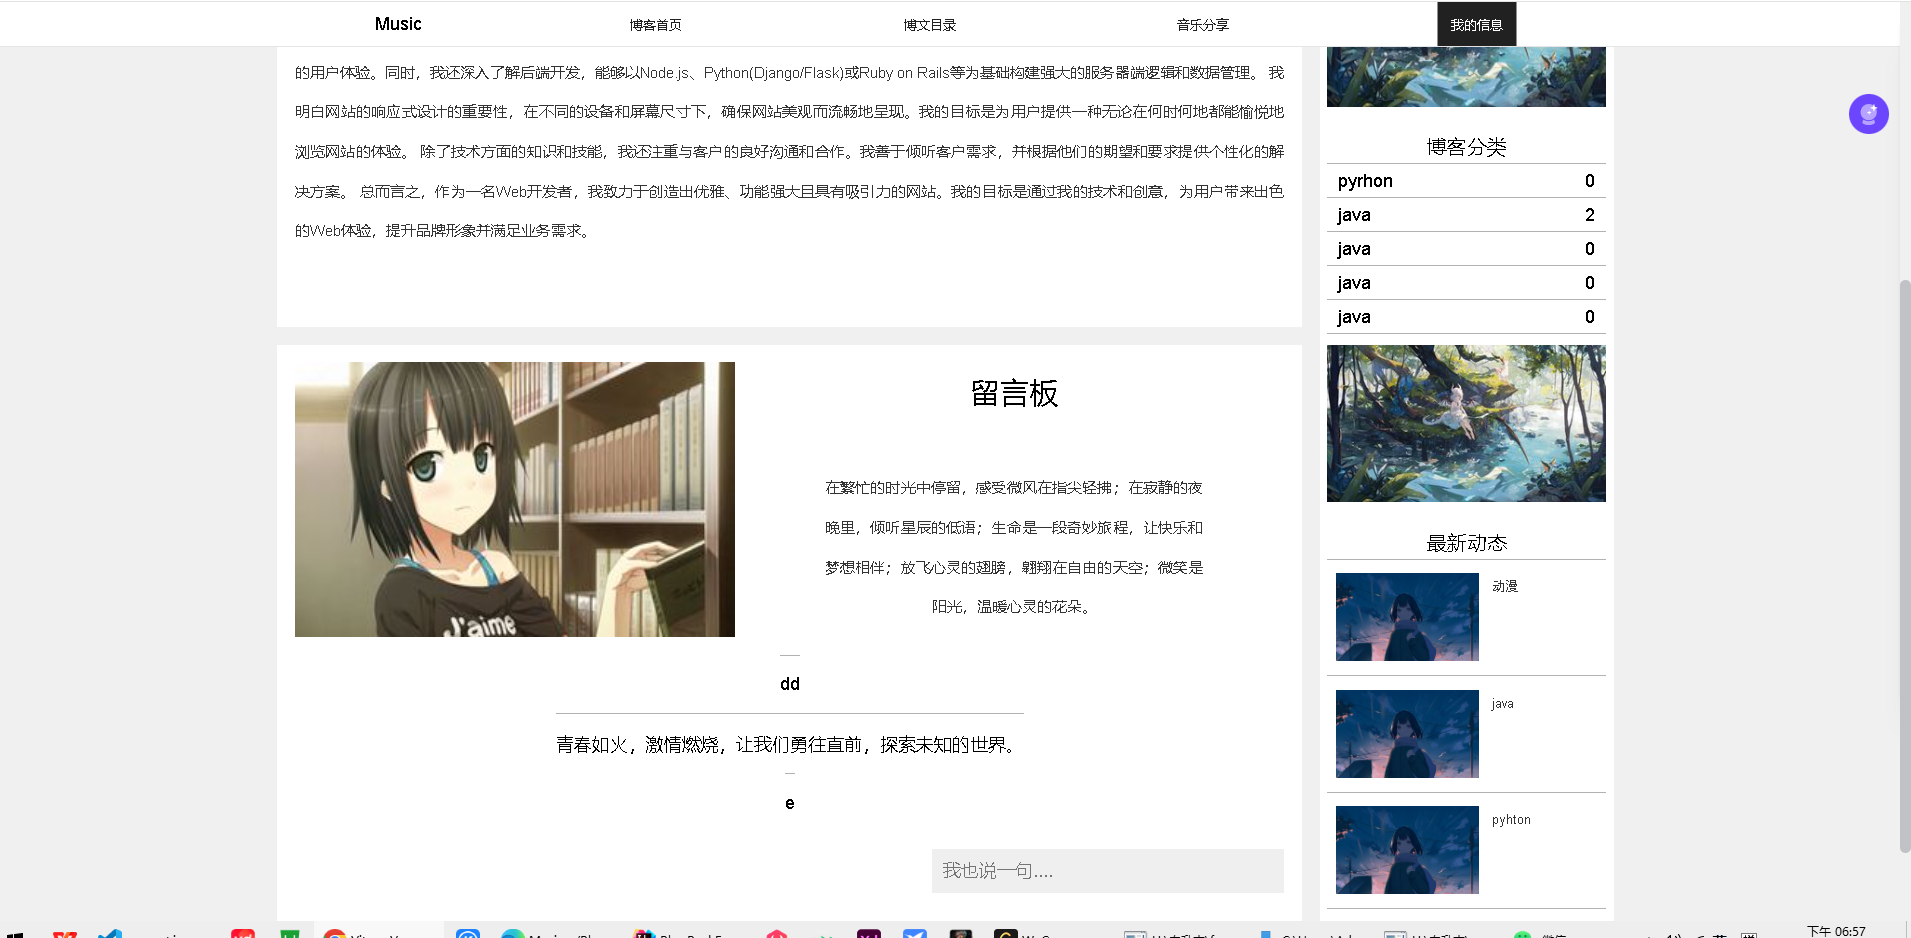 Music 博客首页 博文目录 音乐分享 我的信息
的用户体验。同时，我还深入了解后端开发，能够以Node.js、Python(Django/Flask)或Ruby on Rails等为基础构建强大的服务器端逻辑和数据管理。 我
明白网站的响应式设计的重要性，在不同的设备和屏幕尺寸下，确保网站美观而流畅地呈现。我的目标是为用户提供一种无论在何时何地都能愉悦地
浏览网站的体验。 除了技术方面的知识和技能，我还注重与客户的良好沟通和合作。我善于倾听客户需求，并根据他们的期望和要求提供个性化的解
决方案。 总而言之，作为一名Web开发者，我致力于创造出优雅、功能强大且具有吸引力的网站。我的目标是通过我的技术和创意，为用户带来出色
的Web体验，提升品牌形象并满足业务需求。
留言板
在繁忙的时光中停留，感受微风在指尖轻拂；在寂静的夜
晚里，倾听星辰的低语；生命是一段奇妙旅程，让快乐和
梦想相伴；放飞心灵的翅膀，翱翔在自由的天空；微笑是
阳光，温暖心灵的花朵。
J'aime
dd
青春如火，激情燃烧，让我们勇往直前，探索未知的世界。
e
我也说一句....
博客分类
pyrhon 0
java 2
java 0
java 0
java 0
最新动态
动漫
java
pyhton
下午 06:57